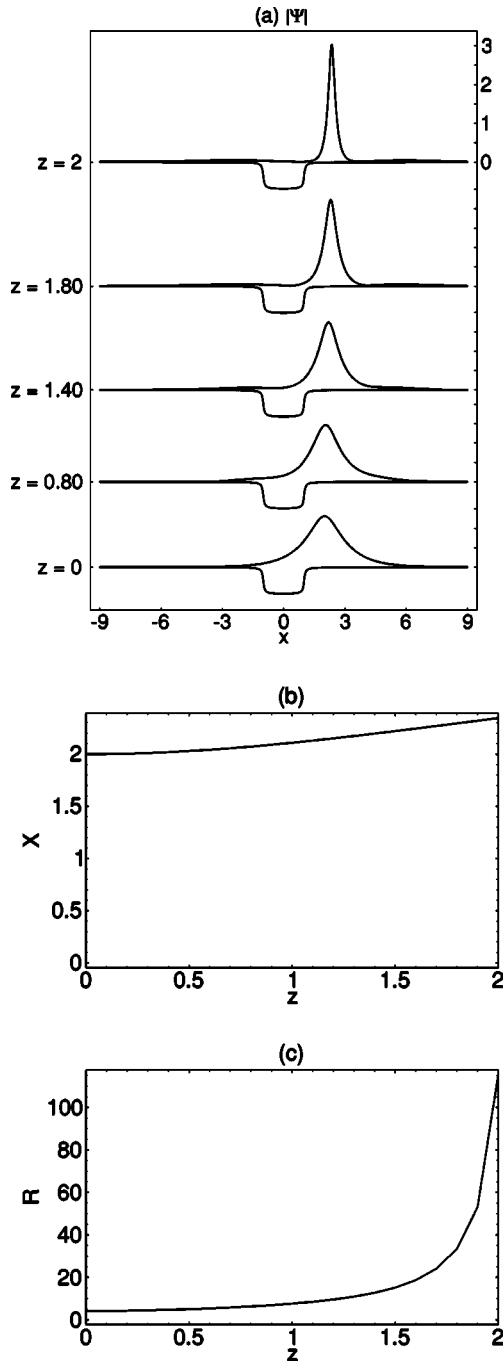 (a) |Ψ|
3
2
1
z = 2
0
z = 1.80
z = 1.40
z = 0.80
z = 0
-9 -6 -3 0 3 6 9
x
(b)
2
1.5
X
1
0.5
0
0 0.5 1 1.5 2
z
(c)
100
80
60
R
40
20
0
0 0.5 1 1.5 2
z